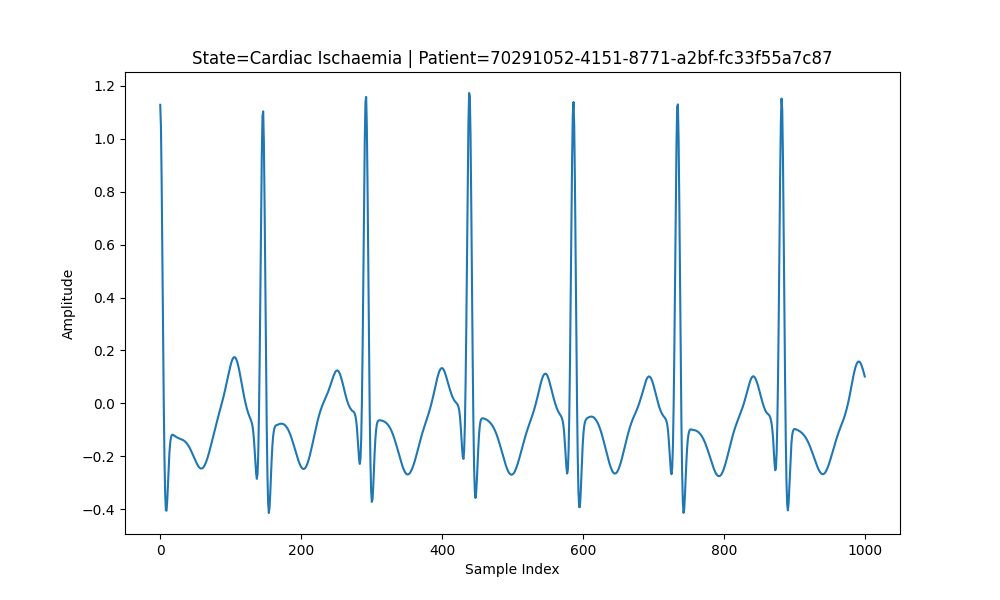 State=Cardiac Ischaemia | Patient=70291052-4151-8771-a2bf-fc33f55a7c87
1.2
1.0
0.8
0.6
0.4
0.2
0.0
−0.2
−0.4
Amplitude
0 200 400 600 800 1000
Sample Index